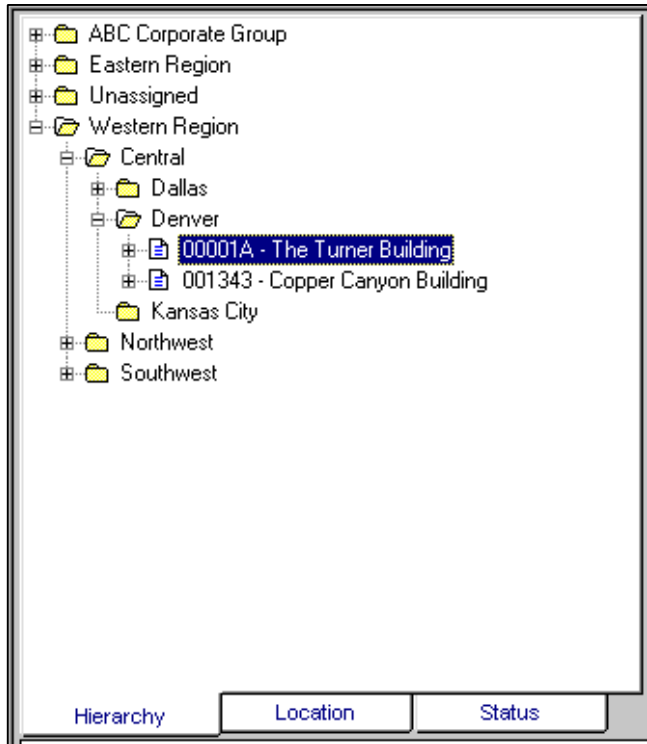 ABC Corporate Group
Eastern Region
Unassigned
Western Region
Central
Dallas
Denver
00001A - The Turner Building
001343 - Copper Canyon Building
Kansas City
Northwest
Southwest
Hierarchy Location Status